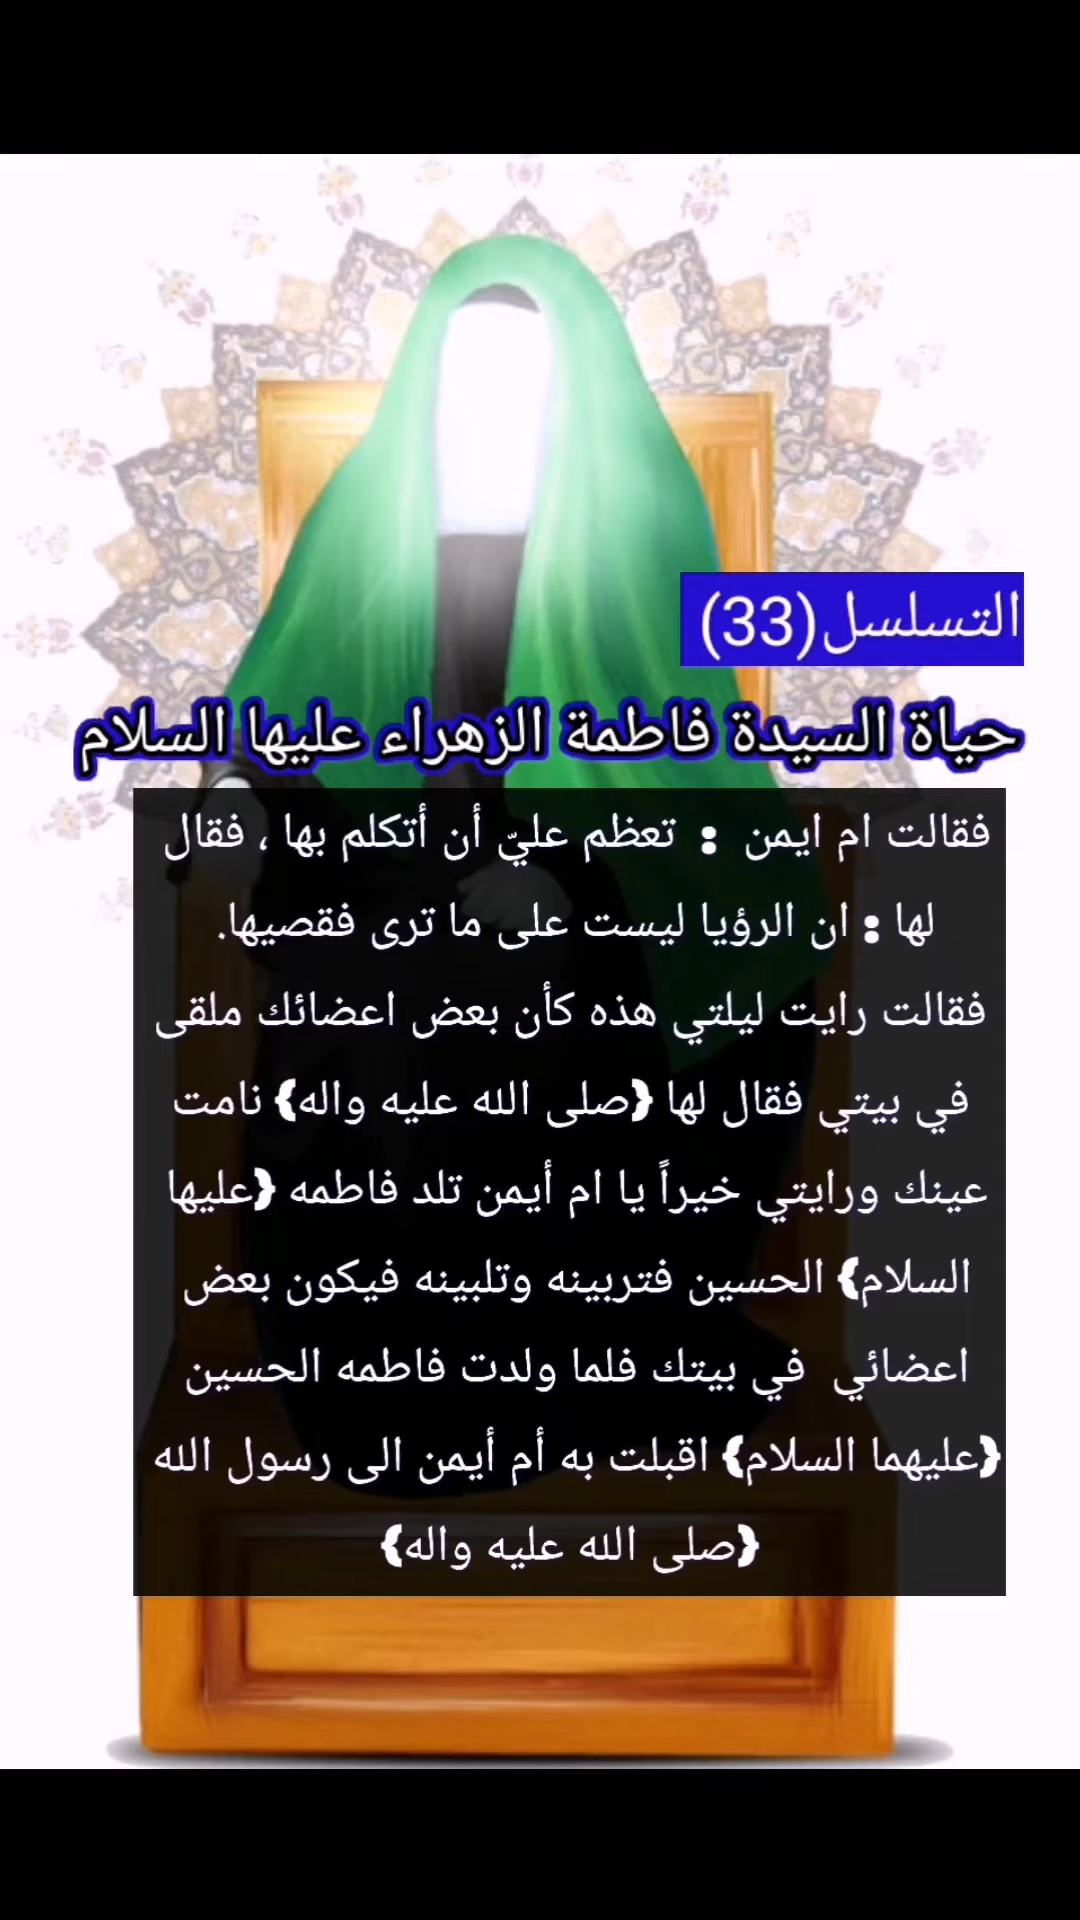 التسلسل(33)
حياة السيدة فاطمة الزهراء عليها السلام
فقالت ام ايمن : تعظم عليّ أن أتكلم بها ، فقال
لها : ان الرؤيا ليست على ما ترى فقصيها.
فقالت رايت ليلتي هذه كأن بعض اعضائك ملقى
في بيتي فقال لها {صلى الله عليه واله} نامت
عينك ورايتي خيراً يا ام أيمن تلد فاطمه {عليها
السلام} الحسين فتربينه وتلبينه فيكون بعض
اعضائي في بيتك فلما ولدت فاطمه الحسين
{عليهما السلام} اقبلت به أم أيمن الى رسول الله
{صلى الله عليه واله}